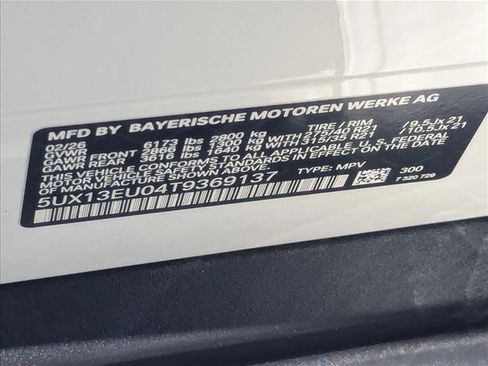 MFD BY BAYERISCHE MOTOREN WERKE AG
02/26 TIRE / RIM
GVWR 6173 lbs 2800 kg
GAWR FRONT 2866 lbs 1300 kg WITH 275/40 R21 /9.5Jx21
GAWR REAR 3616 lbs 1640 kg WITH 315/35 R21 /10.5Jx21
THIS VEHICLE CONFORMS TO ALL APPLICABLE U.S. FEDERAL
MOTOR VEHICLE SAFETY STANDARDS IN EFFECT ON THE DATE
OF MANUFACTURE SHOWN ABOVE.
5UX13EU04T9369137 TYPE: MPV
300
7 320 729